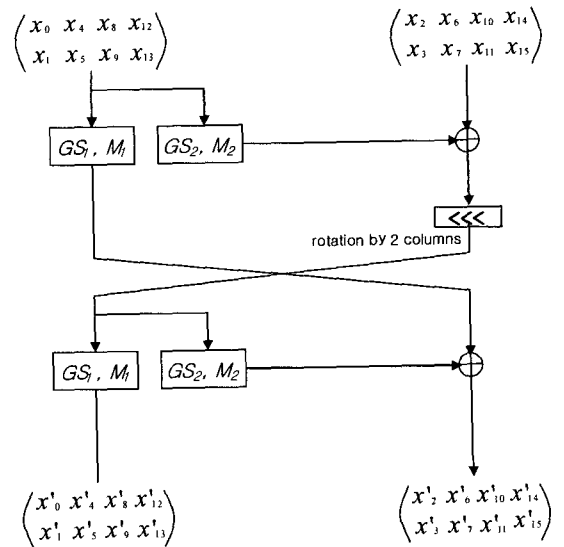 x₀ x₄ x₈ x₁₂
x₁ x₅ x₉ x₁₃
x₂ x₆ x₁₀ x₁₄
x₃ x₇ x₁₁ x₁₅
GS₁, M₁
GS₂, M₂
<<<
rotation by 2 columns
GS₁, M₁
GS₂, M₂
x'₀ x'₄ x'₈ x'₁₂
x'₁ x'₅ x'₉ x'₁₃
x'₂ x'₆ x'₁₀ x'₁₄
x'₃ x'₇ x'₁₁ x'₁₅